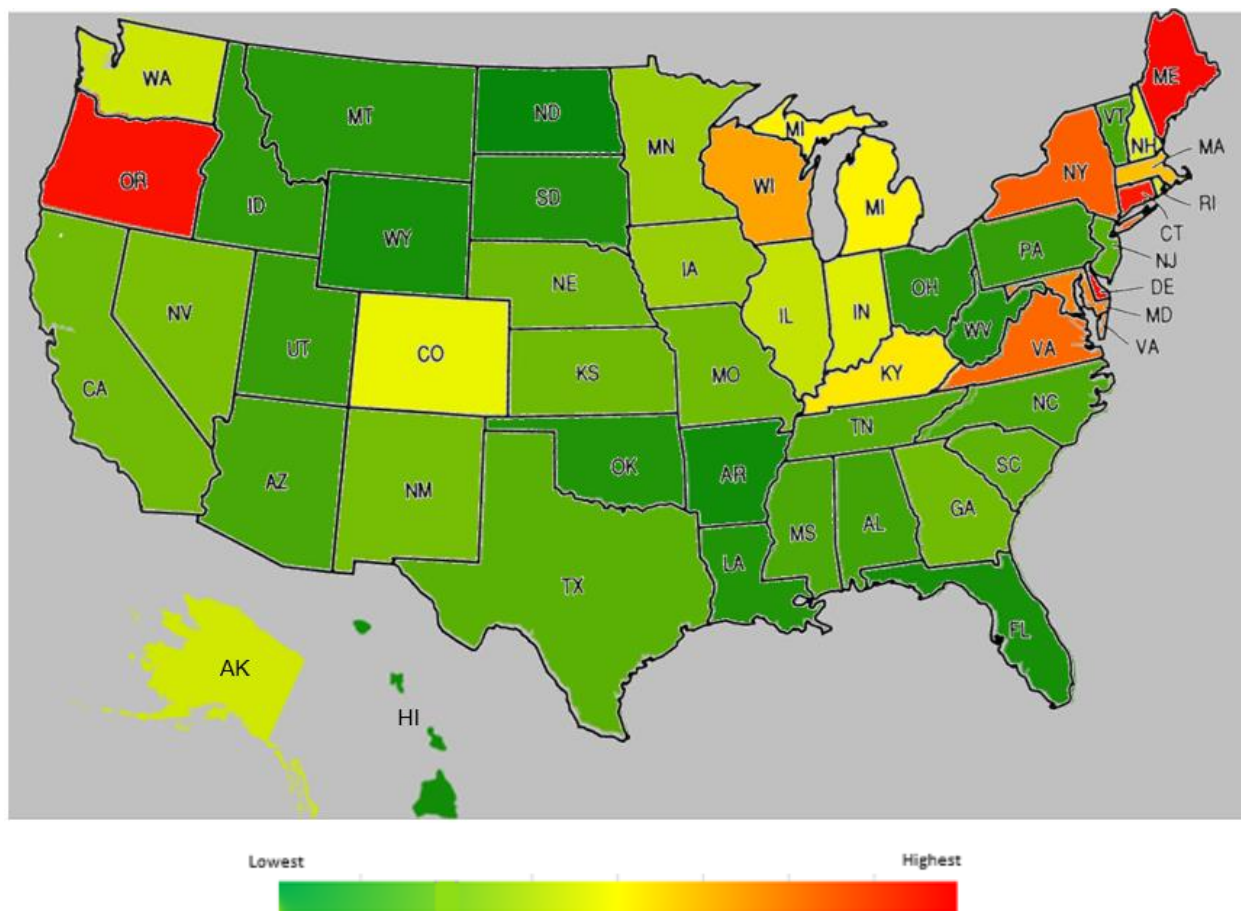 WA
MT
ND
MN
MI
ME
VT
NH
MA
OR
ID
SD
WI
NY
MI
RI
WY
CT
PA
NJ
NE
IA
OH
DE
NV
IL
IN
MD
UT
CO
WV
VA
VA
CA
KS
MO
KY
NC
TN
AZ
NM
OK
AR
SC
MS
AL
GA
LA
TX
FL
AK
HI
Lowest
Highest